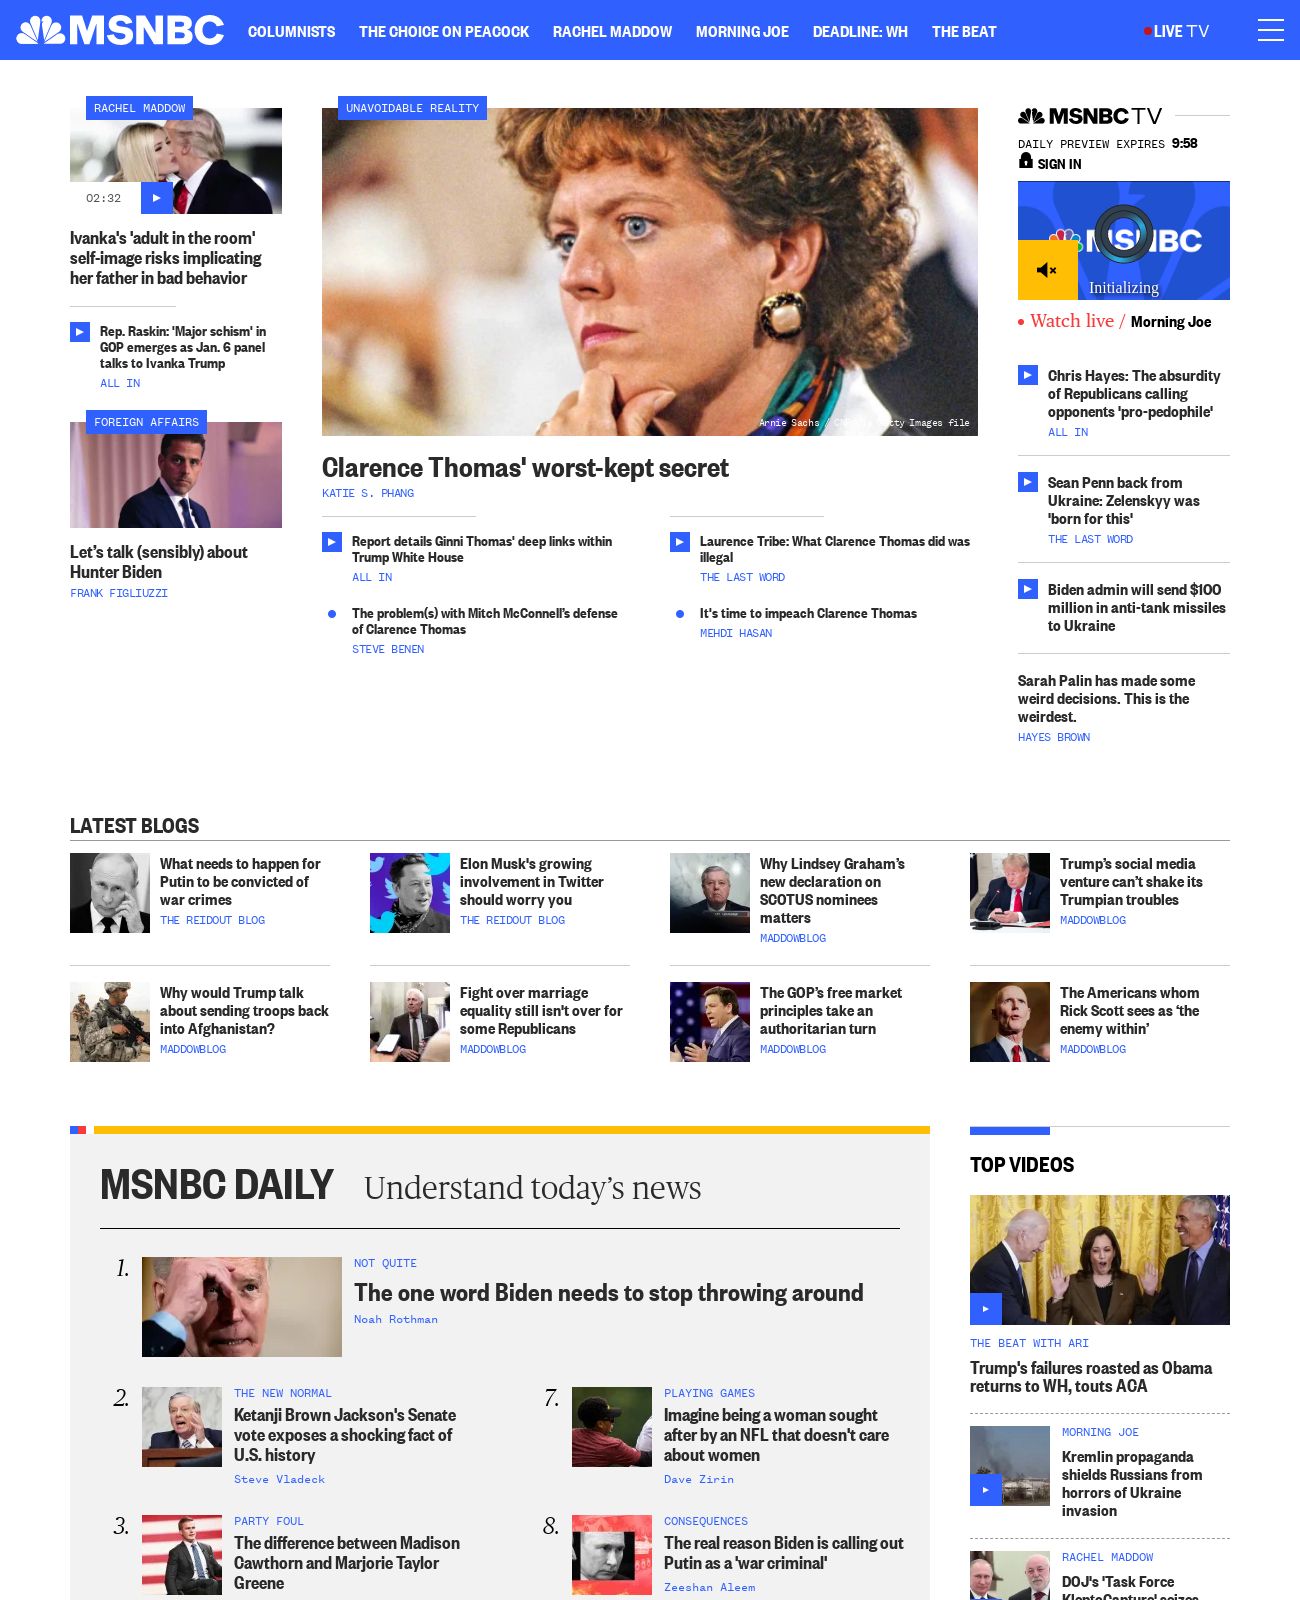 MSNBC
COLUMNISTS THE CHOICE ON PEACOCK RACHEL MADDOW MORNING JOE DEADLINE: WH THE BEAT LIVE TV
RACHEL MADDOW
02:32
Ivanka's 'adult in the room'
self-image risks implicating
her father in bad behavior
Rep. Raskin: 'Major schism' in
GOP emerges as Jan. 6 panel
talks to Ivanka Trump
ALL IN
FOREIGN AFFAIRS
Let’s talk (sensibly) about
Hunter Biden
FRANK FIGLIUZZI
UNAVOIDABLE REALITY
Arnie Sachs / Getty Images file
Clarence Thomas' worst-kept secret
KATIE S. PHANG
Report details Ginni Thomas' deep links within
Trump White House
ALL IN
The problem(s) with Mitch McConnell’s defense
of Clarence Thomas
STEVE BENEN
Laurence Tribe: What Clarence Thomas did was
illegal
THE LAST WORD
It's time to impeach Clarence Thomas
MEHDI HASAN
MSNBC TV
DAILY PREVIEW EXPIRES 9:58
SIGN IN
MSNBC
Initializing
Watch live / Morning Joe
Chris Hayes: The absurdity
of Republicans calling
opponents 'pro-pedophile'
ALL IN
Sean Penn back from
Ukraine: Zelenskyy was
'born for this'
THE LAST WORD
Biden admin will send $100
million in anti-tank missiles
to Ukraine
Sarah Palin has made some
weird decisions. This is the
weirdest.
HAYES BROWN
LATEST BLOGS
What needs to happen for
Putin to be convicted of
war crimes
THE REIDOUT BLOG
Elon Musk's growing
involvement in Twitter
should worry you
THE REIDOUT BLOG
Why Lindsey Graham’s
new declaration on
SCOTUS nominees
matters
MADDOWBLOG
Trump’s social media
venture can’t shake its
Trumpian troubles
MADDOWBLOG
Why would Trump talk
about sending troops back
into Afghanistan?
MADDOWBLOG
Fight over marriage
equality still isn't over for
some Republicans
MADDOWBLOG
The GOP’s free market
principles take an
authoritarian turn
MADDOWBLOG
The Americans whom
Rick Scott sees as ‘the
enemy within’
MADDOWBLOG
MSNBC DAILY Understand today’s news
1.
NOT QUITE
The one word Biden needs to stop throwing around
Noah Rothman
2.
THE NEW NORMAL
Ketanji Brown Jackson's Senate
vote exposes a shocking fact of
U.S. history
Steve Vladeck
3.
PARTY FOUL
The difference between Madison
Cawthorn and Marjorie Taylor
Greene
7.
PLAYING GAMES
Imagine being a woman sought
after by an NFL that doesn't care
about women
Dave Zirin
8.
CONSEQUENCES
The real reason Biden is calling out
Putin as a 'war criminal'
Zeeshan Aleem
TOP VIDEOS
THE BEAT WITH ARI
Trump's failures roasted as Obama
returns to WH, touts ACA
MORNING JOE
Kremlin propaganda
shields Russians from
horrors of Ukraine
invasion
RACHEL MADDOW
DOJ's 'Task Force
KleptoCapture' seizes